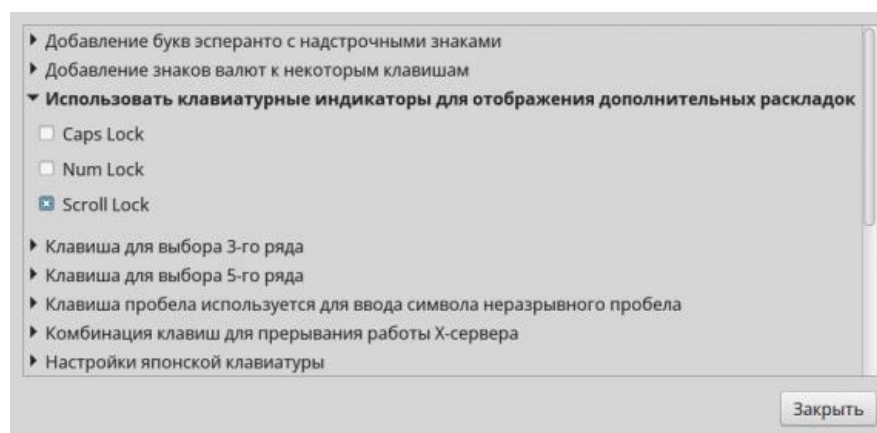 Добавление букв эсперанто с надстрочными знаками
Добавление знаков валют к некоторым клавишам
Использовать клавиатурные индикаторы для отображения дополнительных раскладок
Caps Lock
Num Lock
Scroll Lock
Клавиша для выбора 3-го ряда
Клавиша для выбора 5-го ряда
Клавиша пробела используется для ввода символа неразрывного пробела
Комбинация клавиш для прерывания работы X-сервера
Настройки японской клавиатуры
Закрыть